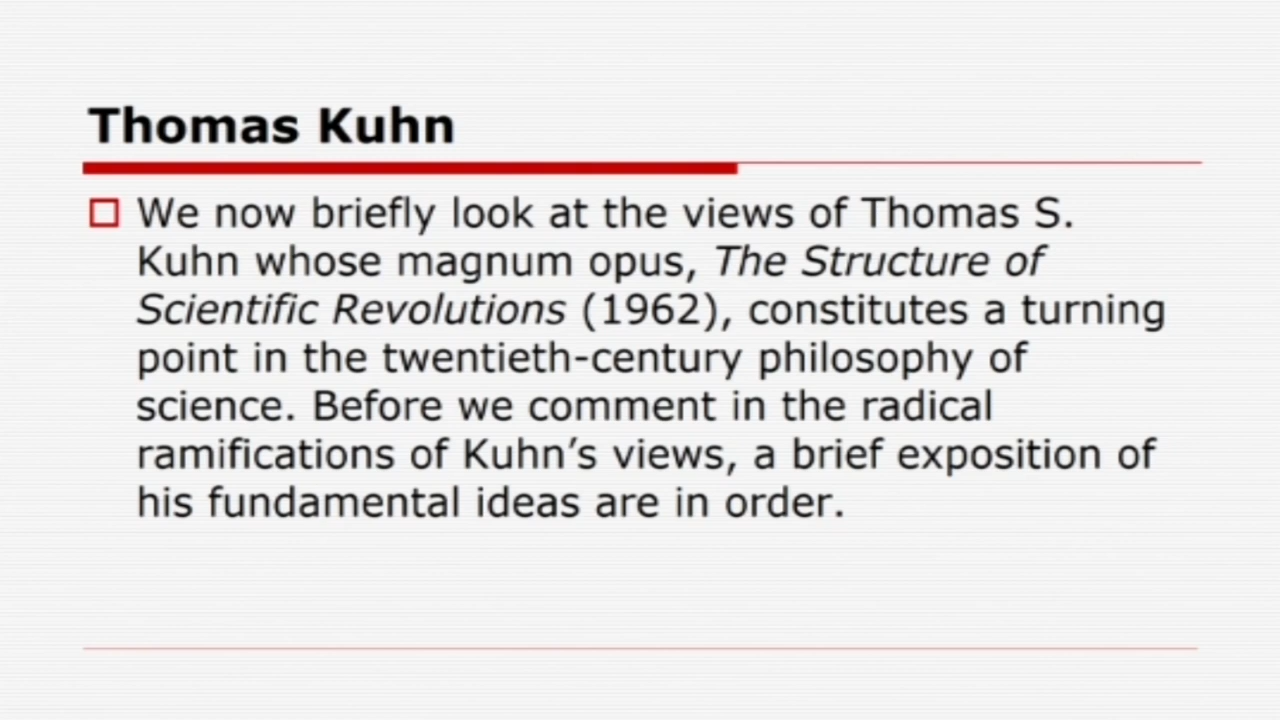 Thomas Kuhn
We now briefly look at the views of Thomas S.
Kuhn whose magnum opus, The Structure of
Scientific Revolutions (1962), constitutes a turning
point in the twentieth-century philosophy of
science. Before we comment in the radical
ramifications of Kuhn’s views, a brief exposition of
his fundamental ideas are in order.